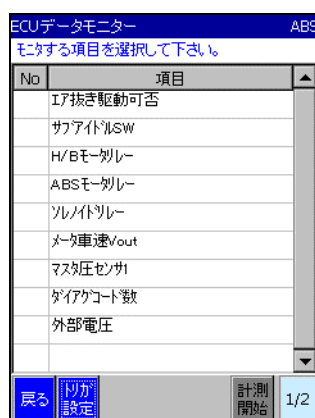 ECUデータモニター ABS
ﾓﾆﾀする項目を選択して下さい。
No 項目
ｴｱ抜き駆動可否
ｻﾌﾞｱｲﾄﾞﾙSW
H/Bﾓｰﾀﾘﾚｰ
ABSﾓｰﾀﾘﾚｰ
ｿﾚﾉｲﾄﾞﾘﾚｰ
ﾒｰﾀ車速Vout
ﾏｽﾀ圧ｾﾝｻ1
ﾀﾞｲｱｸﾞｺｰﾄﾞ数
外部電圧
戻る ﾄﾘｶﾞ設定 計測開始 1/2